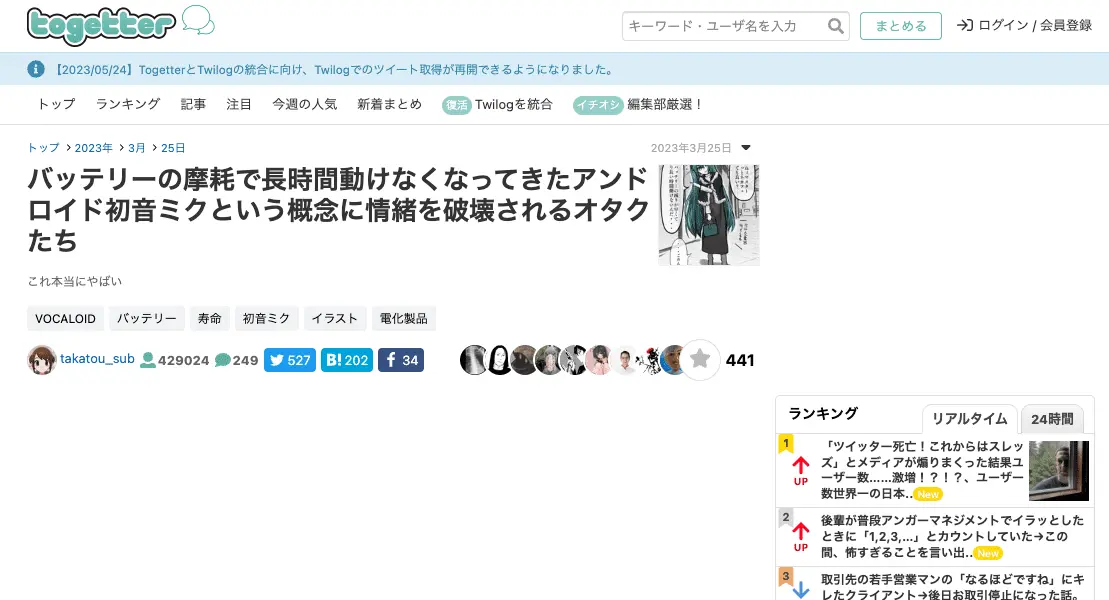 togetter
キーワード・ユーザ名を入力
まとめる
ログイン / 会員登録
【2023/05/24】TogetterとTwilogの統合に向け、Twilogでのツイート取得が再開できるようになりました。
トップ ランキング 記事 注目 今週の人気 新着まとめ 復活 Twilogを統合 イチオシ 編集部厳選！
トップ > 2023年 > 3月 > 25日
2023年3月25日
バッテリーの摩耗で長時間動けなくなってきたアンド
ロイド初音ミクという概念に情緒を破壊されるオタク
たち
これ本当にやばい
VOCALOID バッテリー 寿命 初音ミク イラスト 電化製品
takatou_sub 429024 249 527 B! 202 f 34 441
ランキング リアルタイム 24時間
1
UP
「ツイッター死亡！これからはスレッ
ズ」とメディアが煽りまくった結果ユ
ーザー数……激増！？！？、ユーザー
数世界一の日本.. New
2
UP
後輩が普段アンガーマネジメントでイラッとした
ときに「1,2,3,...」とカウントしていた→この
間、怖すぎることを言い出.. New
3
取引先の若手営業マンの「なるほどですね」にキ
レたクライアント→後日お取引停止になった話。